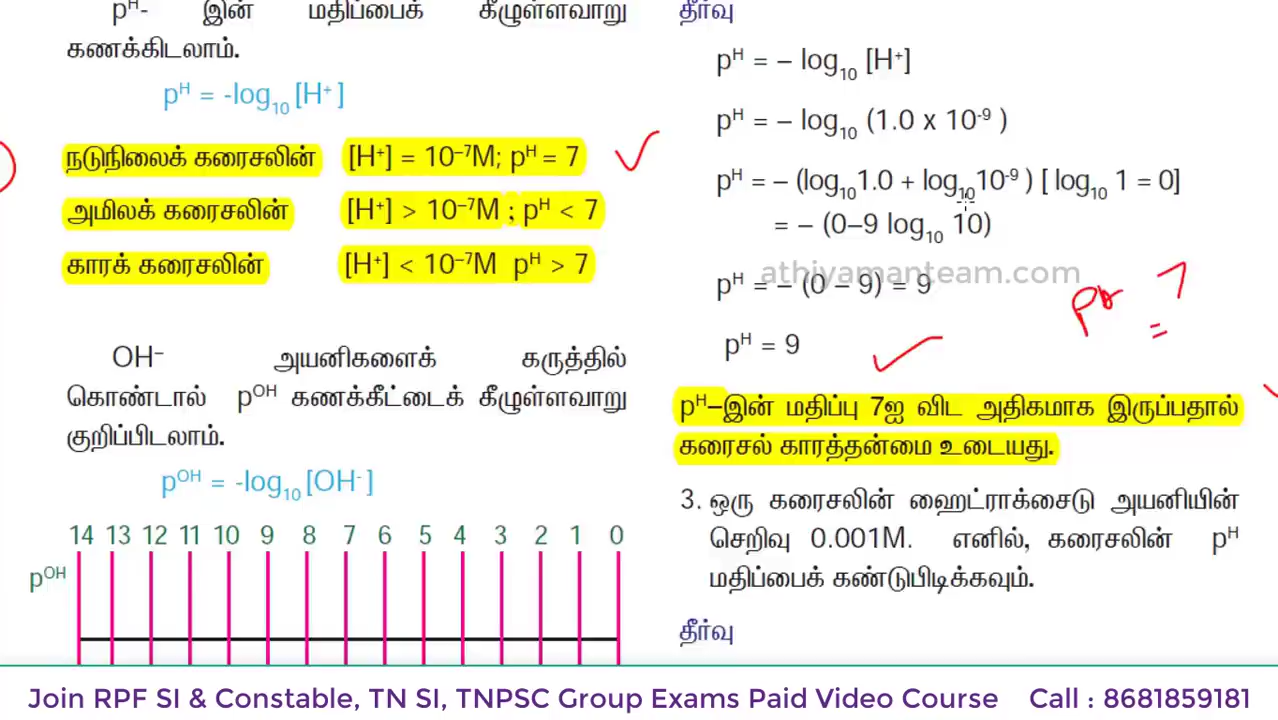 pᴴ- இன் மதிப்பைக் கீழுள்ளவாறு
கணக்கிடலாம்.
pᴴ = -log₁₀ [H⁺ ]
நடுநிலைக் கரைசலின் [H⁺] = 10⁻⁷M; pᴴ = 7
அமிலக் கரைசலின் [H⁺] > 10⁻⁷M ; pᴴ < 7
காரக் கரைசலின் [H⁺] < 10⁻⁷M pᴴ > 7
OH⁻ அயனிகளைக் கருத்தில்
கொண்டால் pᴼᴴ கணக்கீட்டைக் கீழுள்ளவாறு
குறிப்பிடலாம்.
pᴼᴴ = -log₁₀ [OH⁻]
14 13 12 11 10 9 8 7 6 5 4 3 2 1 0
pᴼᴴ
தீர்வு
pᴴ = – log₁₀ [H⁺]
pᴴ = – log₁₀ (1.0 x 10⁻⁹ )
pᴴ = – (log₁₀1.0 + log₁₀10⁻⁹ ) [ log₁₀ 1 = 0]
= – (0–9 log₁₀ 10)
athiyamanteam.com
pᴴ = – (0 – 9) = 9
pᴴ 7
=
pᴴ = 9
pᴴ–இன் மதிப்பு 7ஐ விட அதிகமாக இருப்பதால்
கரைசல் காரத்தன்மை உடையது.
3. ஒரு கரைசலின் ஹைட்ராக்சைடு அயனியின்
செறிவு 0.001M. எனில், கரைசலின் pᴴ
மதிப்பைக் கண்டுபிடிக்கவும்.
தீர்வு
Join RPF SI & Constable, TN SI, TNPSC Group Exams Paid Video Course Call : 8681859181